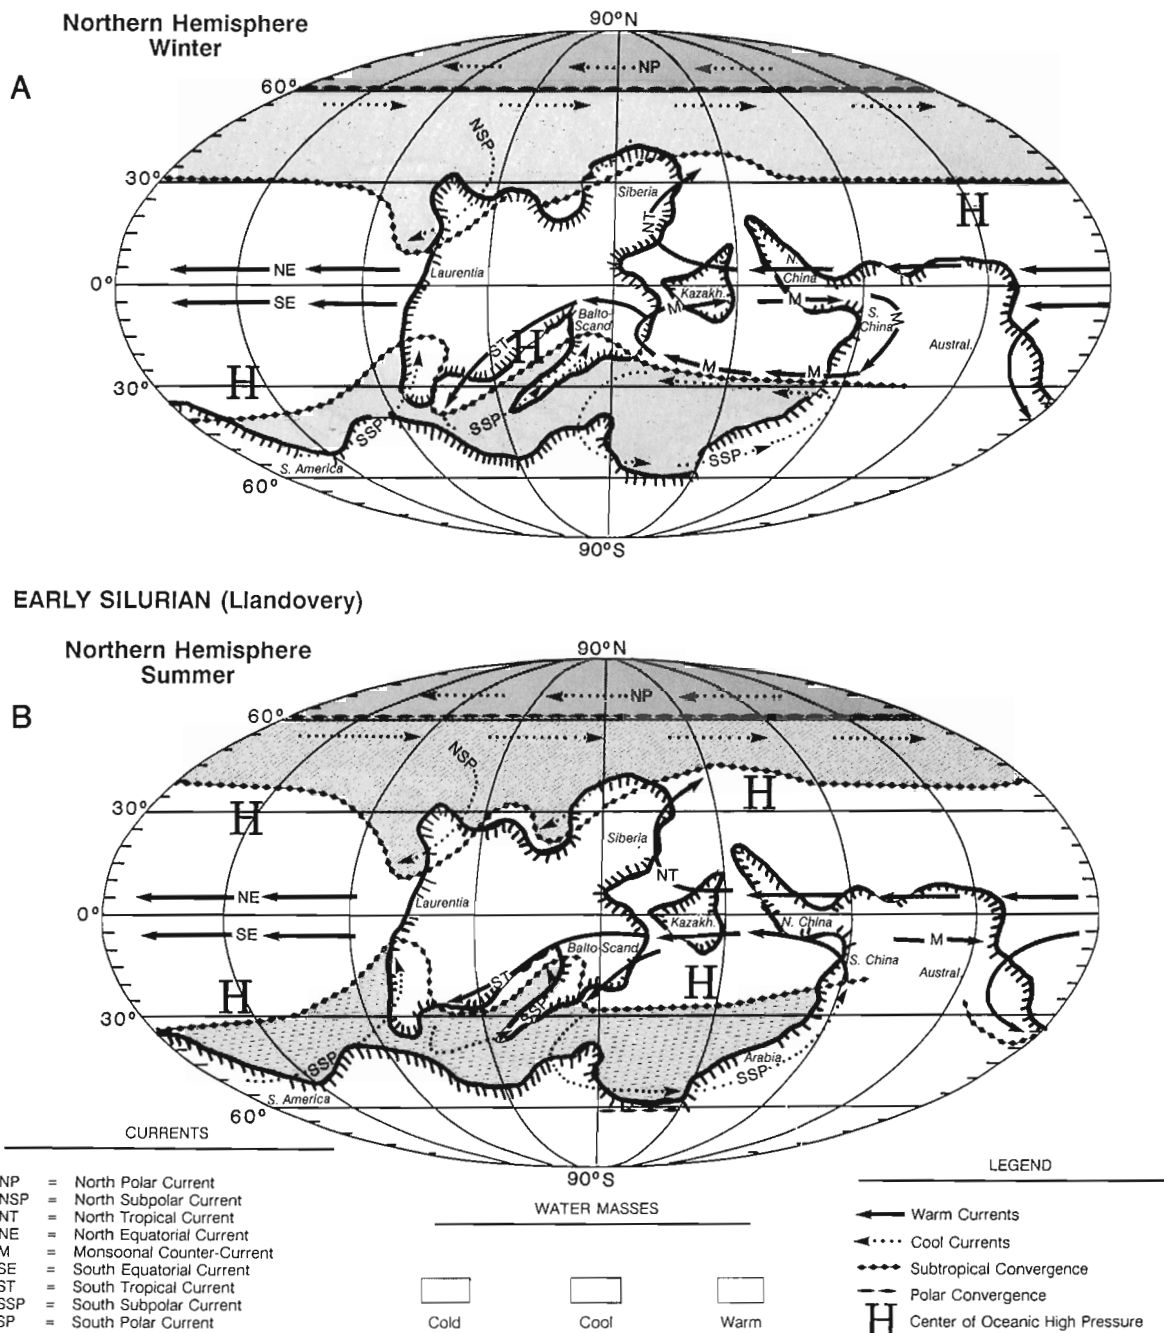 Northern Hemisphere
Winter
A
90°N
NP
60°
NSP
30°
Siberia
H
NT
N.
China
Laurentia
NE
0°
Kazakh.
SE
M
M
Balto-
Scand
S.
China
M
Austral.
ST
H
M
M
H
30°
SSP
SSP
SSP
S. America
60°
90°S
EARLY SILURIAN (Llandovery)
Northern Hemisphere
Summer
B
90°N
NP
60°
NSP
H
H
30°
Siberia
NT
NE
Laurentia
0°
Kazakh.
N. China
SE
Balto-Scand
M
S. China
Austral.
ST
H
H
SSP
30°
SSP
Arabia
SSP
S. America
60°
90°S
CURRENTS
NP = North Polar Current
NSP = North Subpolar Current
NT = North Tropical Current
NE = North Equatorial Current
M = Monsoonal Counter-Current
SE = South Equatorial Current
ST = South Tropical Current
SSP = South Subpolar Current
SP = South Polar Current
WATER MASSES
Cold Cool Warm
LEGEND
Warm Currents
Cool Currents
Subtropical Convergence
Polar Convergence
H Center of Oceanic High Pressure